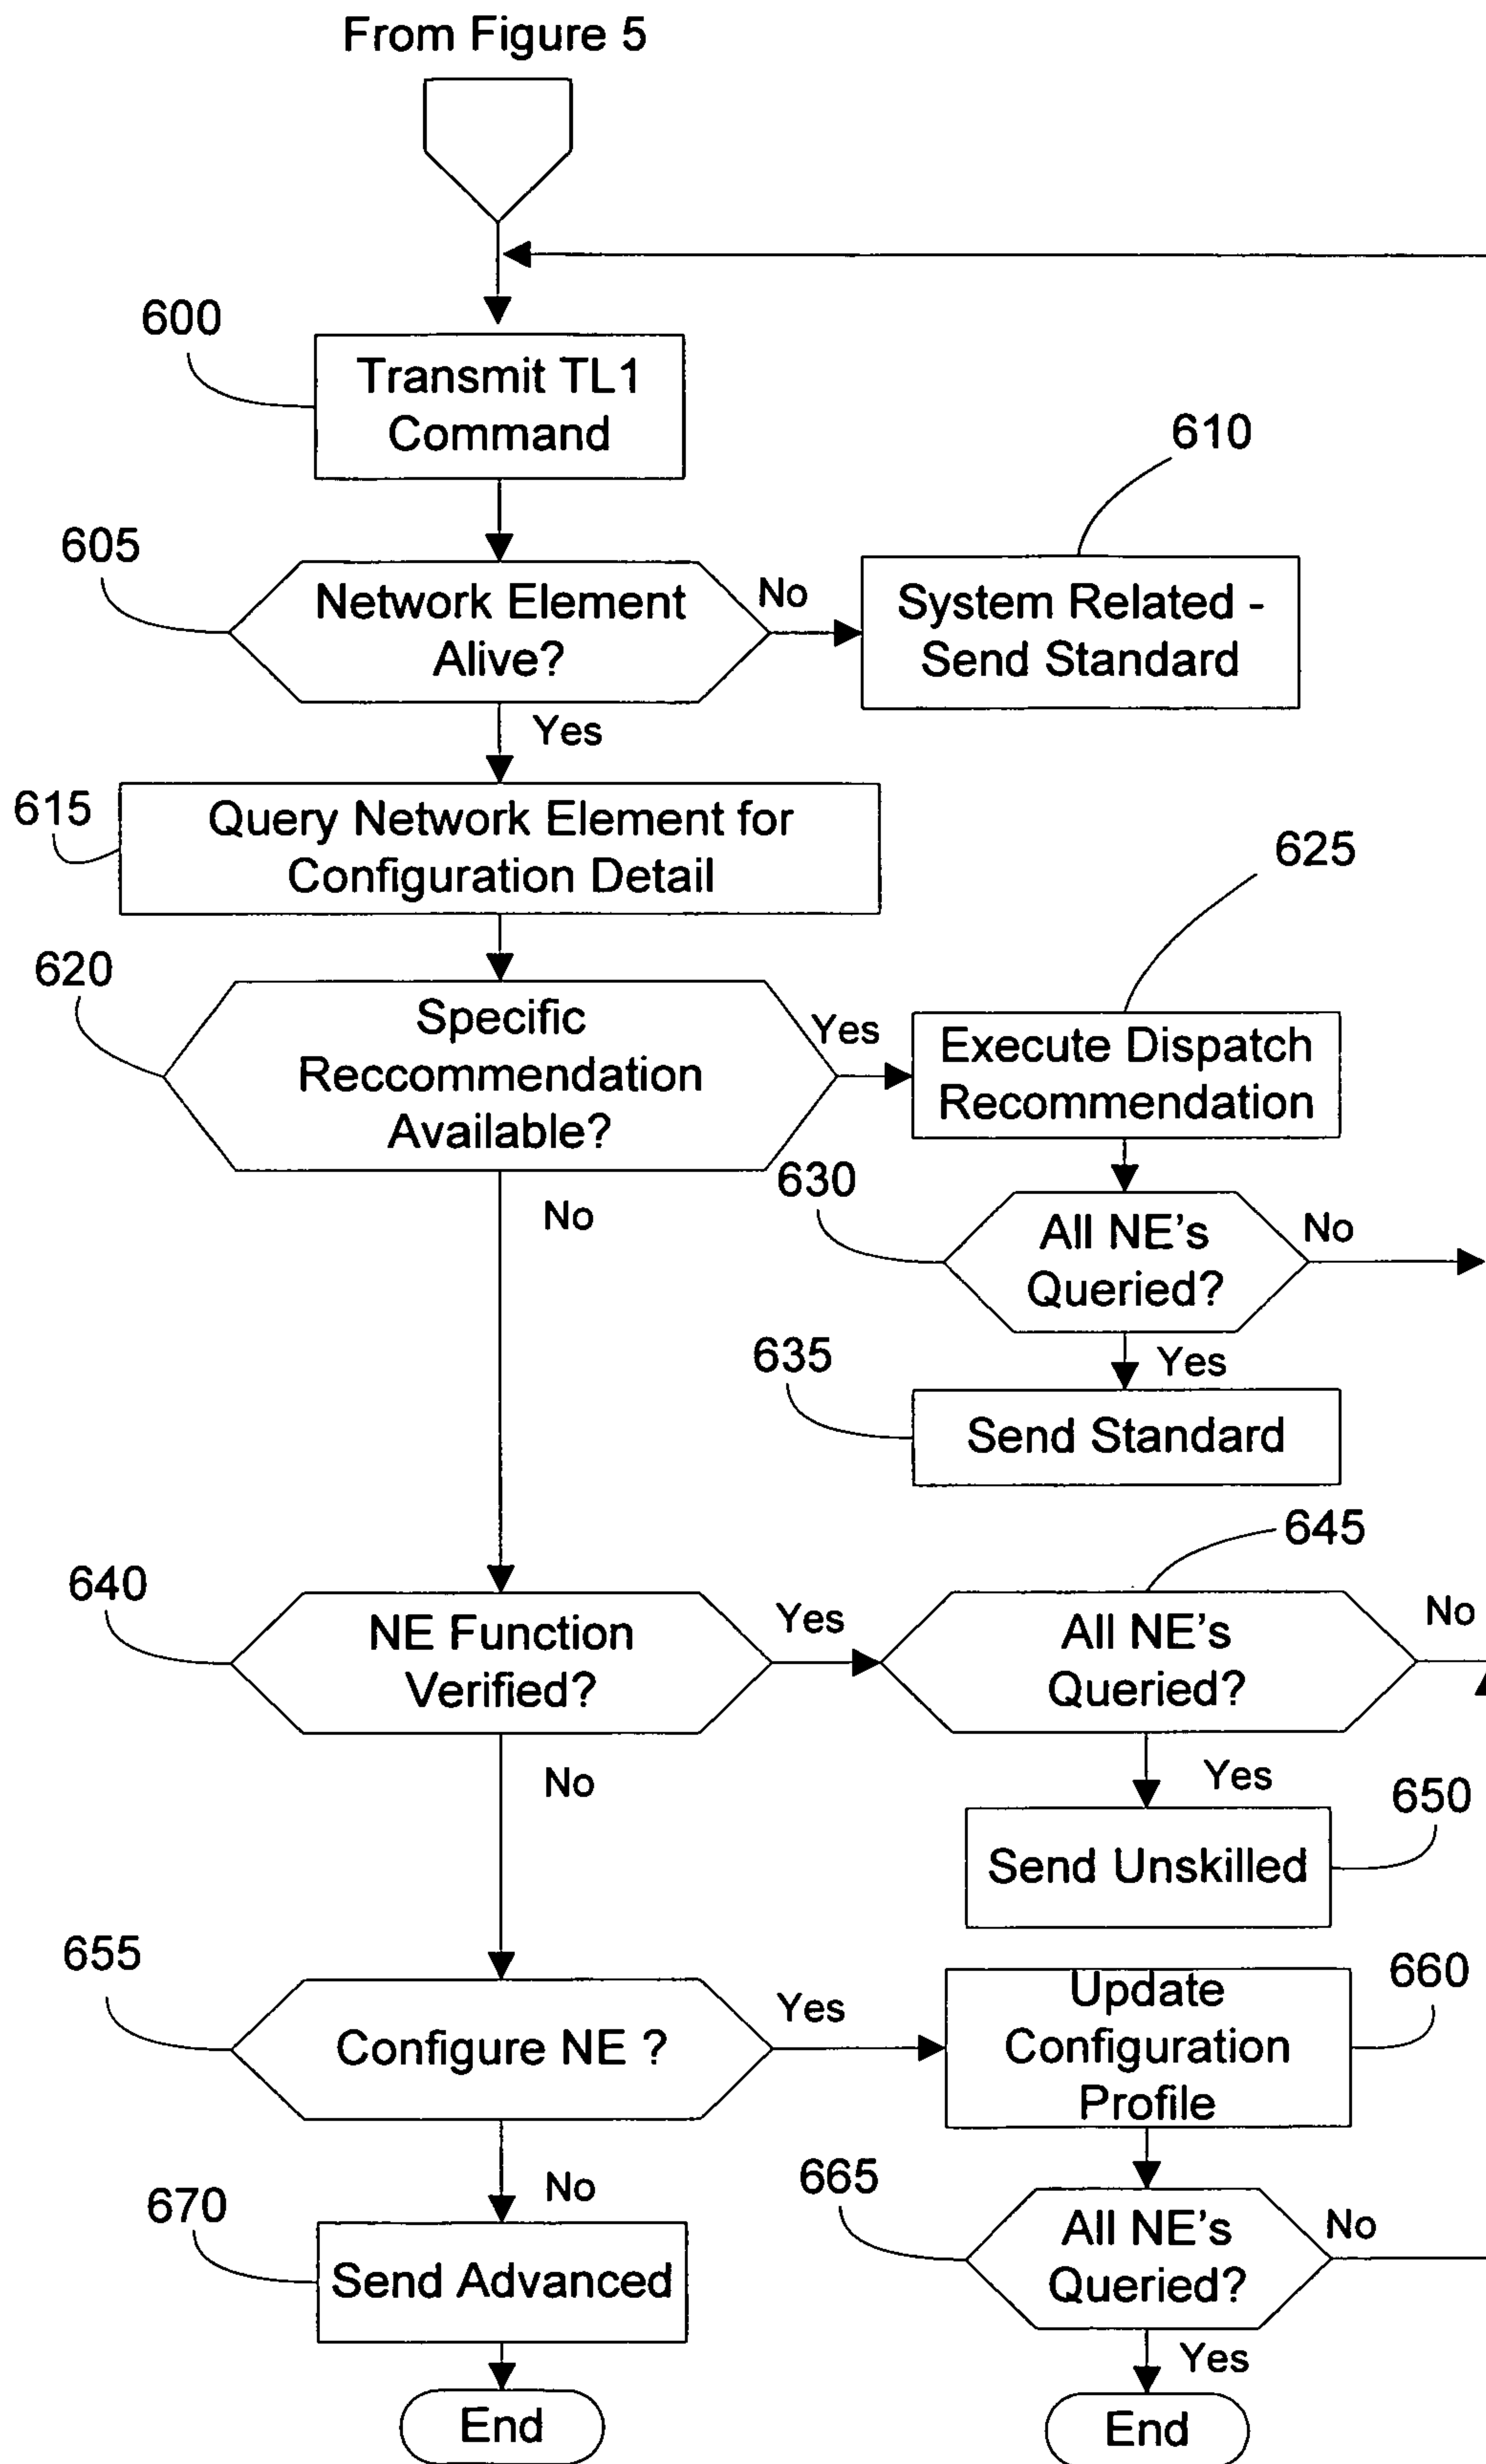 From Figure 5
600
Transmit TL1
Command
610
605
Network Element
Alive?
No
System Related -
Send Standard
Yes
615
Query Network Element for
Configuration Detail
625
620
Specific
Reccommendation
Available?
Yes
Execute Dispatch
Recommendation
No
630
All NE's
Queried?
No
Yes
635
Send Standard
645
640
NE Function
Verified?
Yes
All NE's
Queried?
No
No
Yes
650
Send Unskilled
655
Configure NE ?
Yes
Update
Configuration
Profile
660
No
665
All NE's
Queried?
No
670
Send Advanced
Yes
End
End